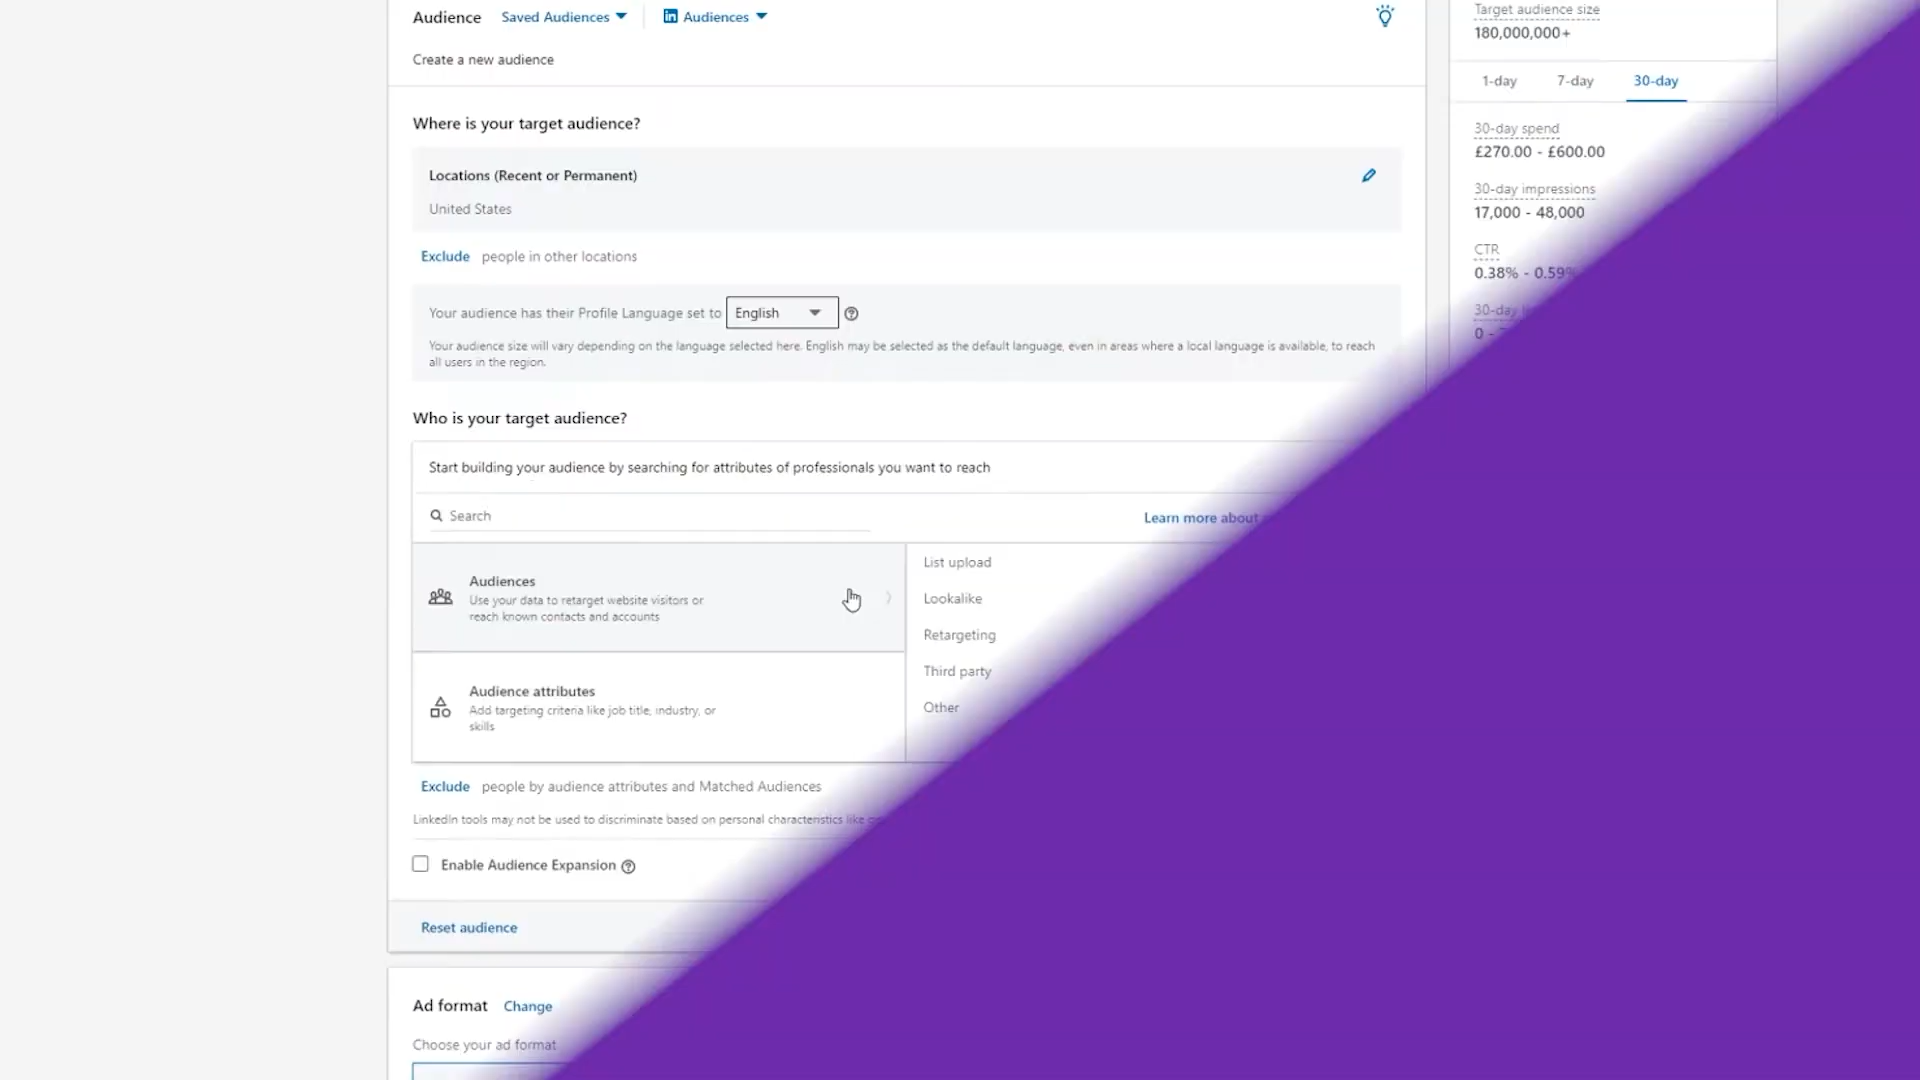 Audience Saved Audiences Audiences
Create a new audience
Where is your target audience?
Locations (Recent or Permanent)
United States
Exclude people in other locations
Your audience has their Profile Language set to English
Your audience size will vary depending on the language selected here. English may be selected as the default language, even in areas where a local language is available, to reach
all users in the region.
Who is your target audience?
Start building your audience by searching for attributes of professionals you want to reach
Search
Learn more about
Audiences
Use your data to retarget website visitors or
reach known contacts and accounts
Audience attributes
Add targeting criteria like job title, industry, or
skills
List upload
Lookalike
Retargeting
Third party
Other
Exclude people by audience attributes and Matched Audiences
LinkedIn tools may not be used to discriminate based on personal characteristics like
Enable Audience Expansion
Reset audience
Ad format Change
Choose your ad format
Target audience size
180,000,000+
1-day 7-day 30-day
30-day spend
£270.00 - £600.00
30-day impressions
17,000 - 48,000
CTR
0.38% - 0.59%
30-day
0 -